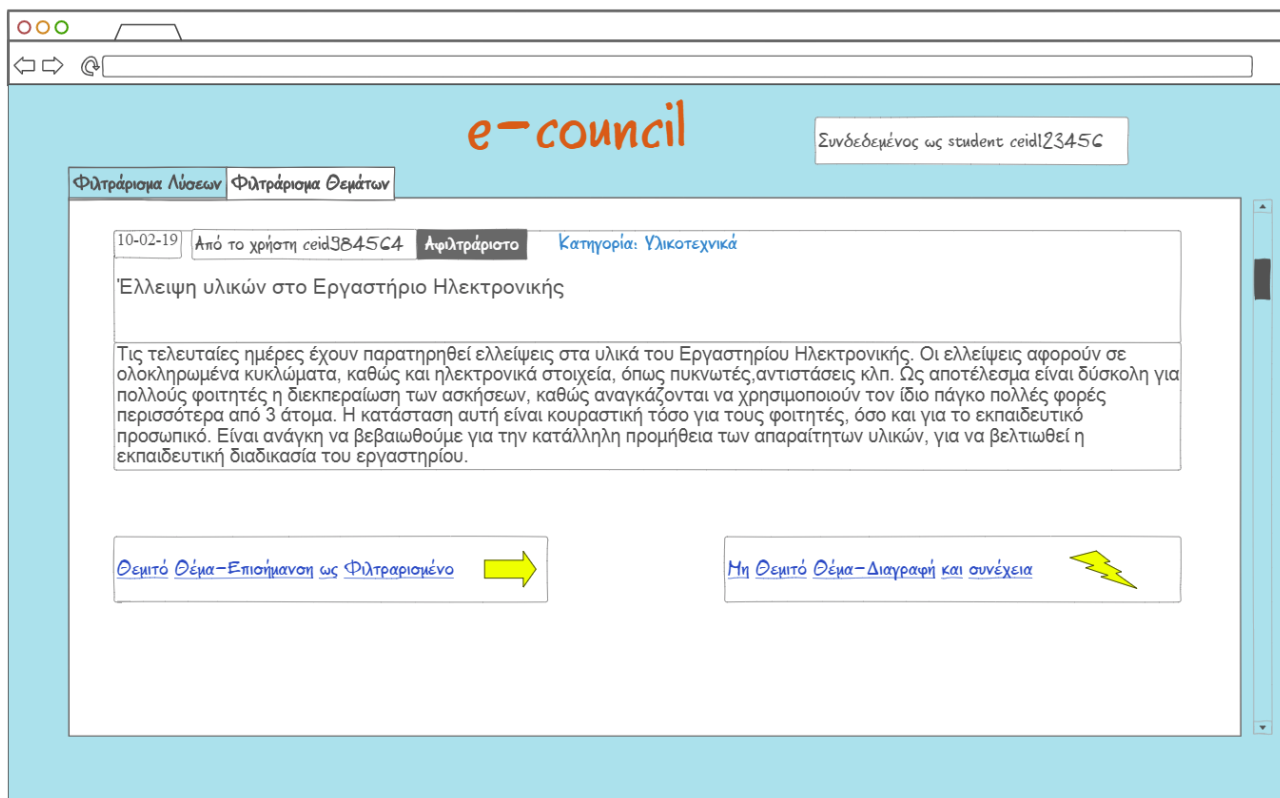 e-council
Συνδεδεμένος ως student ceid123456
Φιλτράρισμα Λύσεων Φιλτράρισμα Θεμάτων
10-02-19 Από το χρήστη ceid984564 Αφιλτράριστο Κατηγορία: Υλικοτεχνικά
Έλλειψη υλικών στο Εργαστήριο Ηλεκτρονικής
Τις τελευταίες ημέρες έχουν παρατηρηθεί ελλείψεις στα υλικά του Εργαστηρίου Ηλεκτρονικής. Οι ελλείψεις αφορούν σε
ολοκληρωμένα κυκλώματα, καθώς και ηλεκτρονικά στοιχεία, όπως πυκνωτές,αντιστάσεις κλπ. Ως αποτέλεσμα είναι δύσκολη για
πολλούς φοιτητές η διεκπεραίωση των ασκήσεων, καθώς αναγκάζονται να χρησιμοποιούν τον ίδιο πάγκο πολλές φορές
περισσότερα από 3 άτομα. Η κατάσταση αυτή είναι κουραστική τόσο για τους φοιτητές, όσο και για το εκπαιδευτικό
προσωπικό. Είναι ανάγκη να βεβαιωθούμε για την κατάλληλη προμήθεια των απαραίτητων υλικών, για να βελτιωθεί η
εκπαιδευτική διαδικασία του εργαστηρίου.
Θεμιτό Θέμα-Επισήμανση ως Φιλτραρισμένο Μη Θεμιτό Θέμα-Διαγραφή και συνέχεια